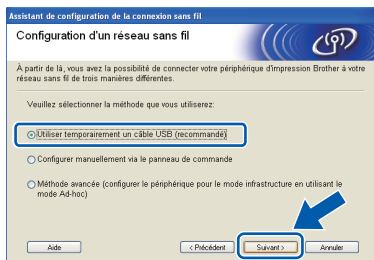 Assistant de configuration de la connexion sans fil
Configuration d'un réseau sans fil
À partir de là, vous avez la possibilité de connecter votre périphérique d'impression Brother à votre
réseau sans fil de trois manières différentes.
Veuillez sélectionner la méthode que vous utiliserez:
Utiliser temporairement un câble USB (recommandé)
Configurer manuellement via le panneau de commande
Méthode avancée (configurer le périphérique pour le mode infrastructure en utilisant le
mode Ad-hoc)
Aide
< Précédent
Suivant >
Annuler